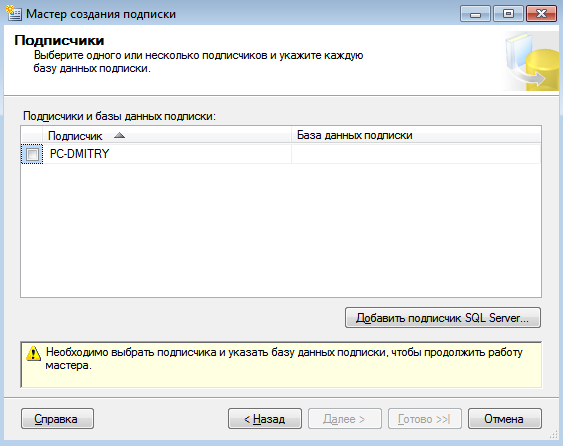 Мастер создания подписки
Подписчики
Выберите одного или несколько подписчиков и укажите каждую
базу данных подписки.
Подписчики и базы данных подписки:
Подписчик База данных подписки
PC-DMITRY
Добавить подписчик SQL Server...
Необходимо выбрать подписчика и указать базу данных подписки, чтобы продолжить работу
мастера.
Справка < Назад Далее > Готово >>| Отмена